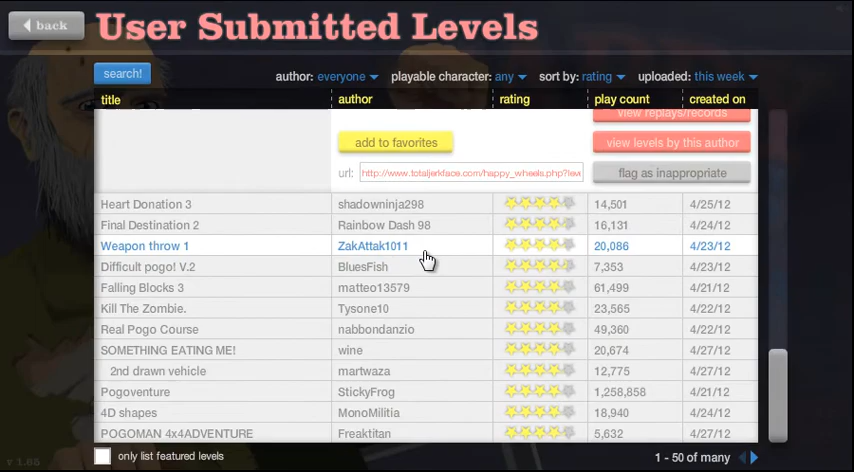 back
User Submitted Levels
search!
author: everyone playable character: any sort by: rating uploaded: this week
title author rating play count created on
view replays/records
add to favorites view levels by this author
url: http://www.totaljerkface.com/happy_wheels.php?leve flag as inappropriate
Heart Donation 3 shadowninja298 14,501 4/25/12
Final Destination 2 Rainbow Dash 98 16,131 4/24/12
Weapon throw 1 ZakAttak1011 20,086 4/23/12
Difficult pogo! V.2 BluesFish 7,353 4/23/12
Falling Blocks 3 matteo13579 61,499 4/21/12
Kill The Zombie. Tysone10 23,565 4/22/12
Real Pogo Course nabbondanzio 49,360 4/22/12
SOMETHING EATING ME! wine 20,674 4/27/12
2nd drawn vehicle martwaza 12,775 4/27/12
Pogoventure StickyFrog 1,258,858 4/21/12
4D shapes MonoMilitia 18,940 4/24/12
POGOMAN 4x4ADVENTURE Freaktitan 5,632 4/27/12
only list featured levels 1 - 50 of many
v 1.86